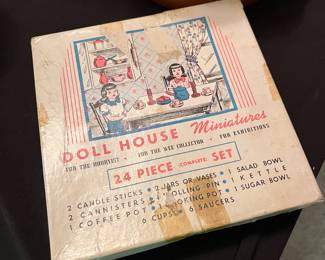 DOLL HOUSE Miniatures
FOR THE HOBBYIST • FOR THE WEE COLLECTOR • FOR EXHIBITIONS
24 PIECE (COMPLETE) SET
2 CANDLE STICKS • 2 JARS OR VASES • 1 SALAD BOWL
2 CANNISTERS • 1 ROLLING PIN • 1 KETTLE
1 COFFEE POT • 1 COOKING POT • 1 SUGAR BOWL
6 CUPS 6 SAUCERS